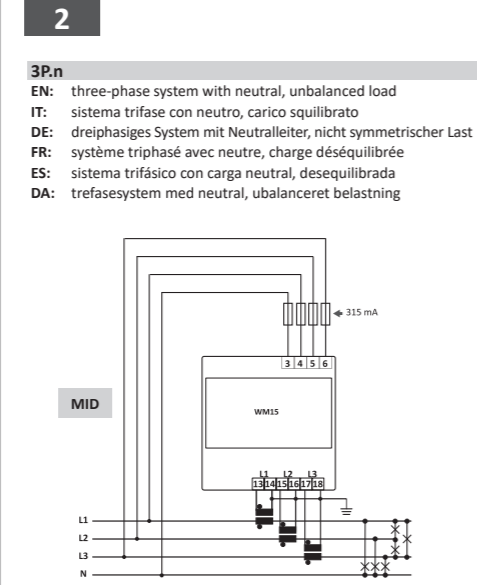 2
3P.n
EN: three-phase system with neutral, unbalanced load
IT: sistema trifase con neutro, carico squilibrato
DE: dreiphasiges System mit Neutralleiter, nicht symmetrischer Last
FR: système triphasé avec neutre, charge déséquilibrée
ES: sistema trifásico con carga neutral, desequilibrada
DA: trefasesystem med neutral, ubalanceret belastning
315 mA
3 4 5 6
MID
WM15
L1 L2 L3
13 14 15 16 17 18
L1
L2
L3
N